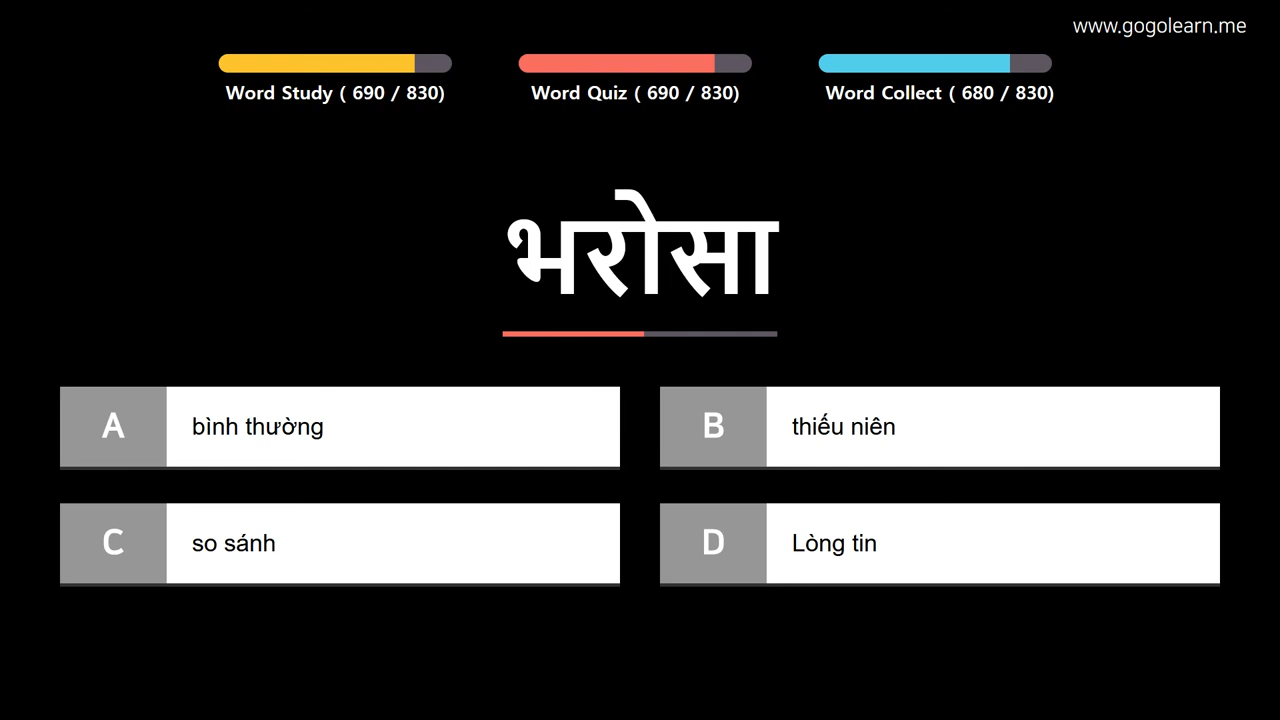 www.gogolearn.me
Word Study ( 690 / 830)
Word Quiz ( 690 / 830)
Word Collect ( 680 / 830)
भरोसा
A bình thường
B thiếu niên
C so sánh
D Lòng tin